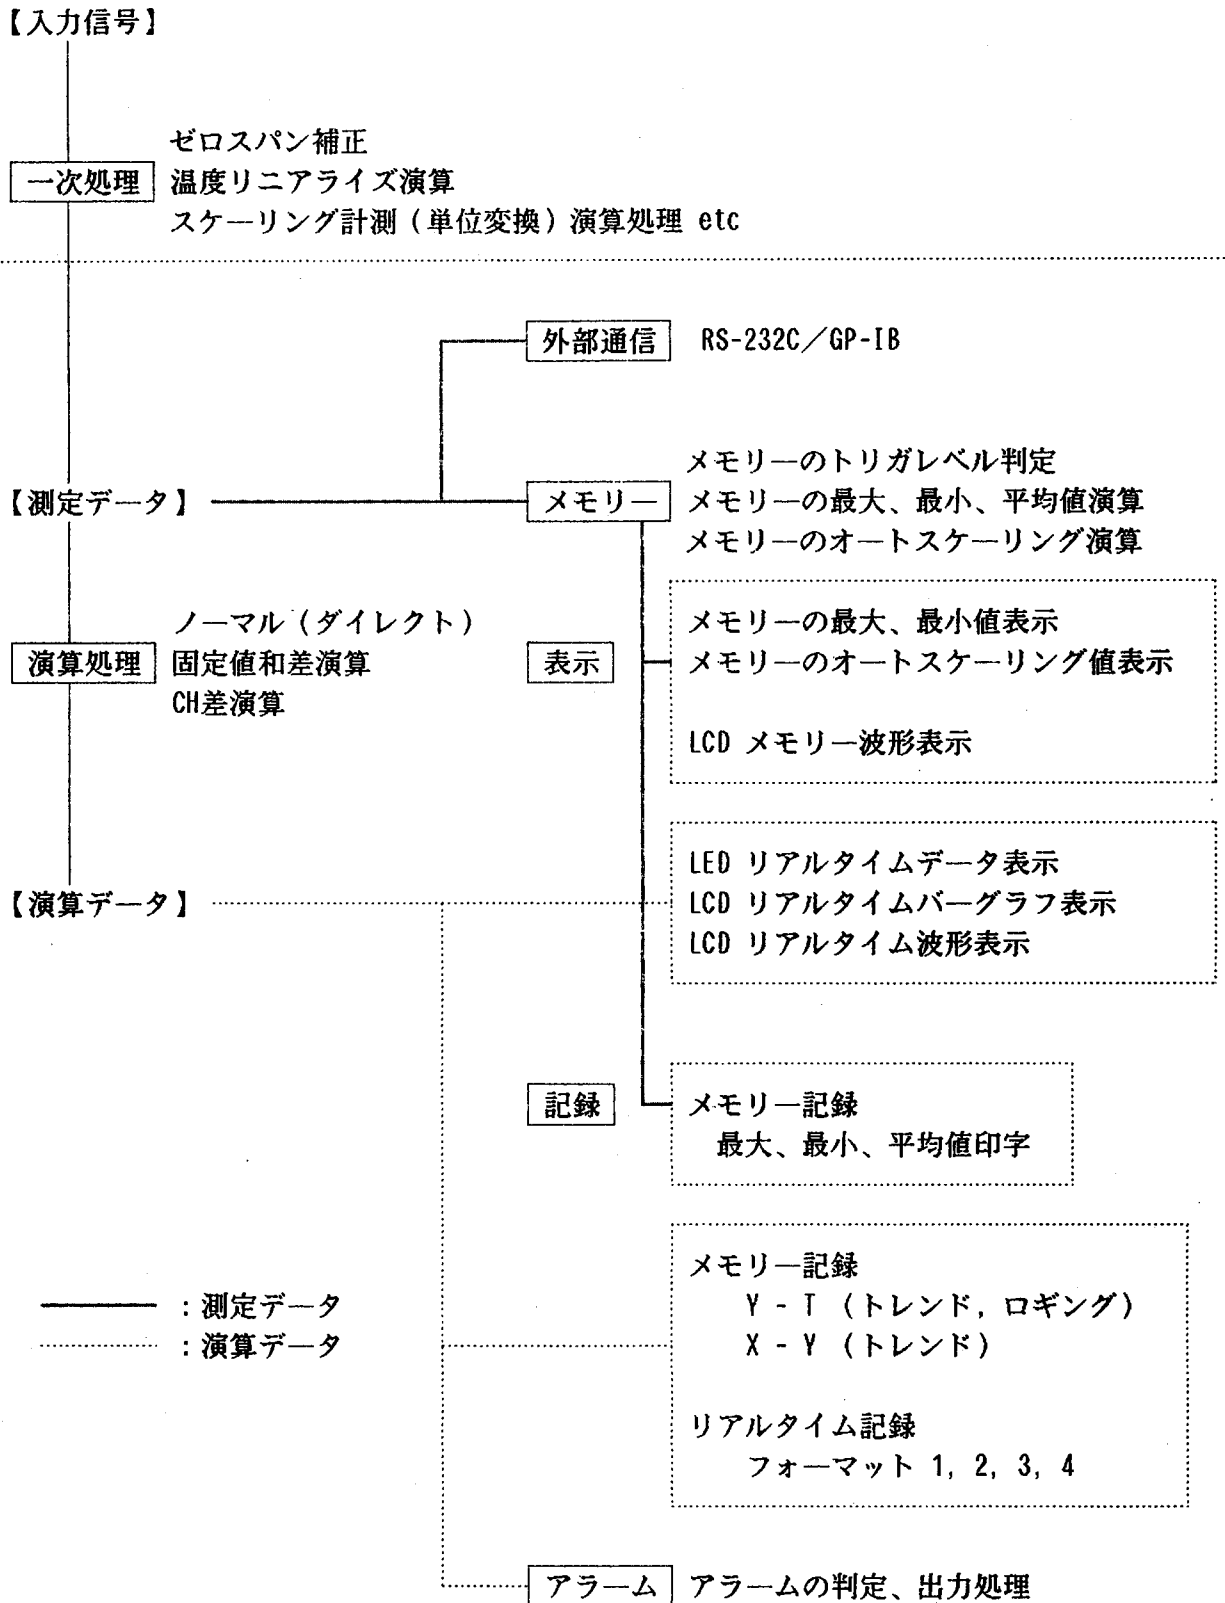 【入力信号】
ゼロスパン補正
一次処理 温度リニアライズ演算
スケーリング計測（単位変換）演算処理 etc
外部通信 RS-232C／GP-IB
メモリーのトリガレベル判定
【測定データ】 メモリー メモリーの最大、最小、平均値演算
メモリーのオートスケーリング演算
ノーマル（ダイレクト） メモリーの最大、最小値表示
演算処理 固定値和差演算 表示 メモリーのオートスケーリング値表示
CH差演算
LCD メモリー波形表示
LED リアルタイムデータ表示
【演算データ】 LCD リアルタイムバーグラフ表示
LCD リアルタイム波形表示
記録 メモリー記録
最大、最小、平均値印字
メモリー記録
：測定データ Y - T （トレンド, ロギング）
：演算データ X - Y （トレンド）
リアルタイム記録
フォーマット 1, 2, 3, 4
アラーム アラームの判定、出力処理